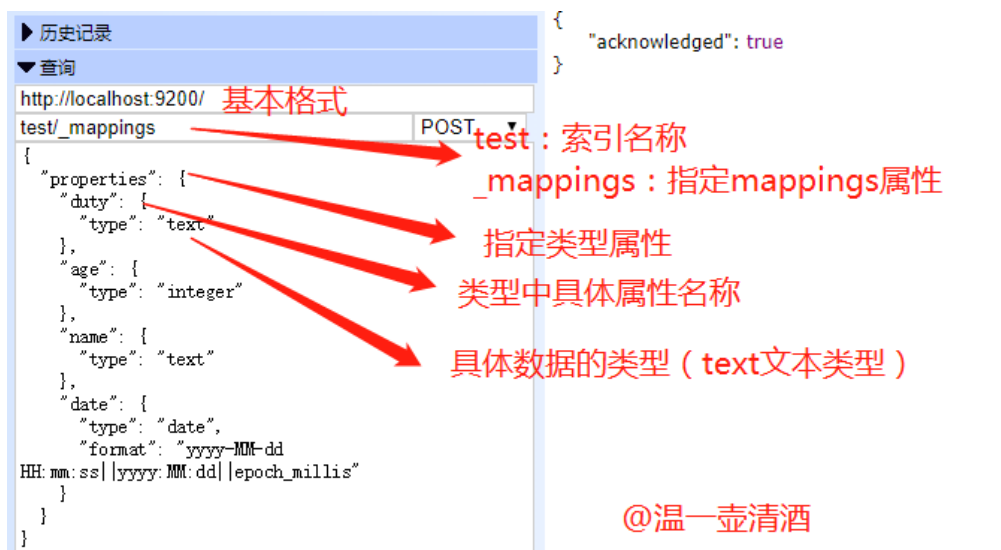 历史记录
查询
http://localhost:9200/
基本格式
test/_mappings
POST
{
"properties": {
"duty": {
"type": "text"
},
"age": {
"type": "integer"
},
"name": {
"type": "text"
},
"date": {
"type": "date",
"format": "yyyy-MM-dd
HH:mm:ss||yyyy:MM:dd||epoch_millis"
}
}
}
{
"acknowledged": true
}
test：索引名称
_mappings：指定mappings属性
指定类型属性
类型中具体属性名称
具体数据的类型（text文本类型）
@温一壶清酒